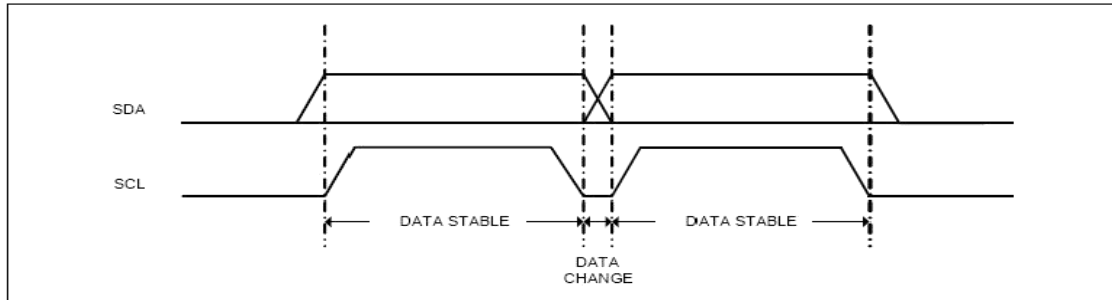 SDA
SCL
DATA STABLE
DATA STABLE
DATA
CHANGE